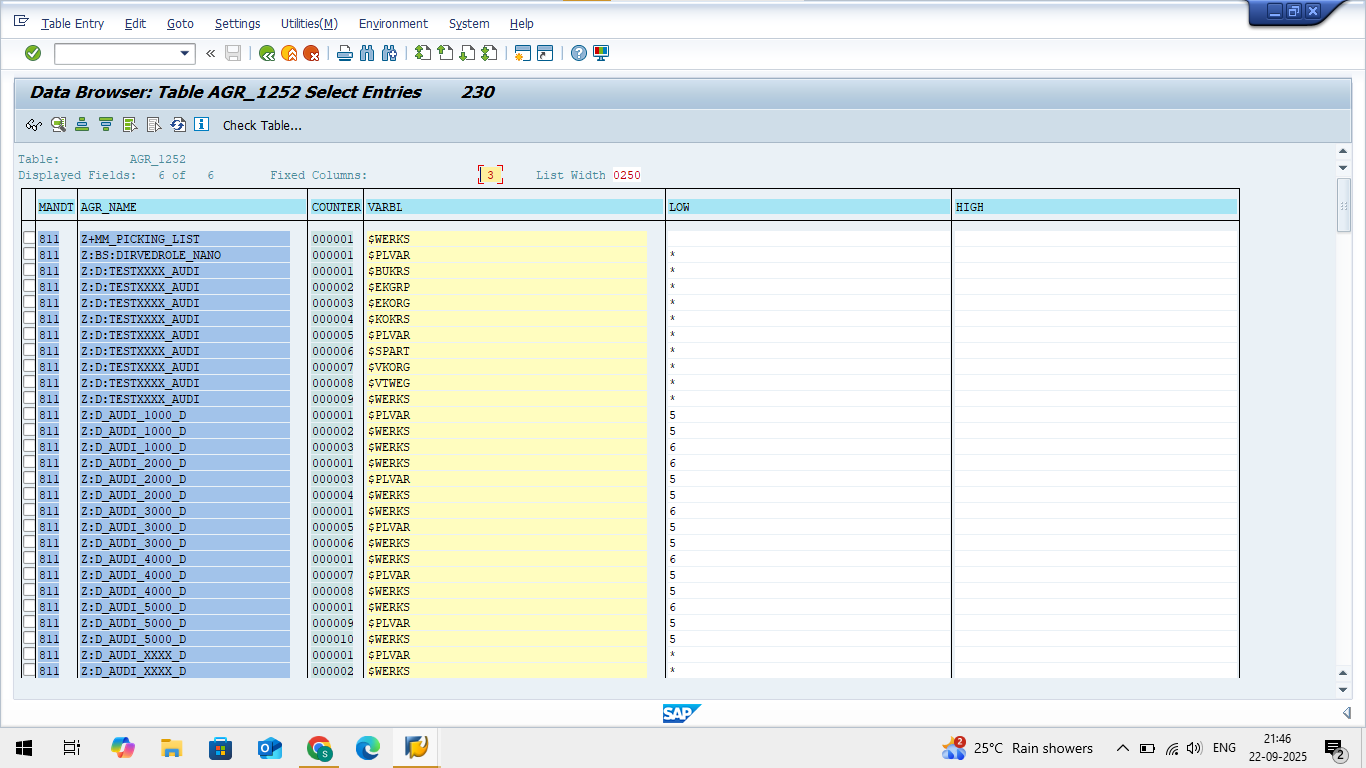 Table Entry Edit Goto Settings Utilities(M) Environment System Help
Data Browser: Table AGR_1252 Select Entries 230
Check Table...
Table: AGR_1252
Displayed Fields: 6 of 6 Fixed Columns: 3 List Width 0250
MANDT AGR_NAME COUNTER VARBL LOW HIGH
811 Z+MM_PICKING_LIST 000001 $WERKS
811 Z:BS:DIRVEDROLE_NANO 000001 $PLVAR *
811 Z:D:TESTXXXX_AUDI 000001 $BUKRS *
811 Z:D:TESTXXXX_AUDI 000002 $EKGRP *
811 Z:D:TESTXXXX_AUDI 000003 $EKORG *
811 Z:D:TESTXXXX_AUDI 000004 $KOKRS *
811 Z:D:TESTXXXX_AUDI 000005 $PLVAR *
811 Z:D:TESTXXXX_AUDI 000006 $SPART *
811 Z:D:TESTXXXX_AUDI 000007 $VKORG *
811 Z:D:TESTXXXX_AUDI 000008 $VTWEG *
811 Z:D:TESTXXXX_AUDI 000009 $WERKS *
811 Z:D_AUDI_1000_D 000001 $PLVAR 5
811 Z:D_AUDI_1000_D 000002 $WERKS 5
811 Z:D_AUDI_1000_D 000003 $WERKS 6
811 Z:D_AUDI_2000_D 000001 $WERKS 6
811 Z:D_AUDI_2000_D 000003 $PLVAR 5
811 Z:D_AUDI_2000_D 000004 $WERKS 5
811 Z:D_AUDI_3000_D 000001 $WERKS 6
811 Z:D_AUDI_3000_D 000005 $PLVAR 5
811 Z:D_AUDI_3000_D 000006 $WERKS 5
811 Z:D_AUDI_4000_D 000001 $WERKS 6
811 Z:D_AUDI_4000_D 000007 $PLVAR 5
811 Z:D_AUDI_4000_D 000008 $WERKS 5
811 Z:D_AUDI_5000_D 000001 $WERKS 6
811 Z:D_AUDI_5000_D 000009 $PLVAR 5
811 Z:D_AUDI_5000_D 000010 $WERKS 5
811 Z:D_AUDI_XXXX_D 000001 $PLVAR *
811 Z:D_AUDI_XXXX_D 000002 $WERKS *
SAP
2 25°C Rain showers ENG 21:46
22-09-2025 2